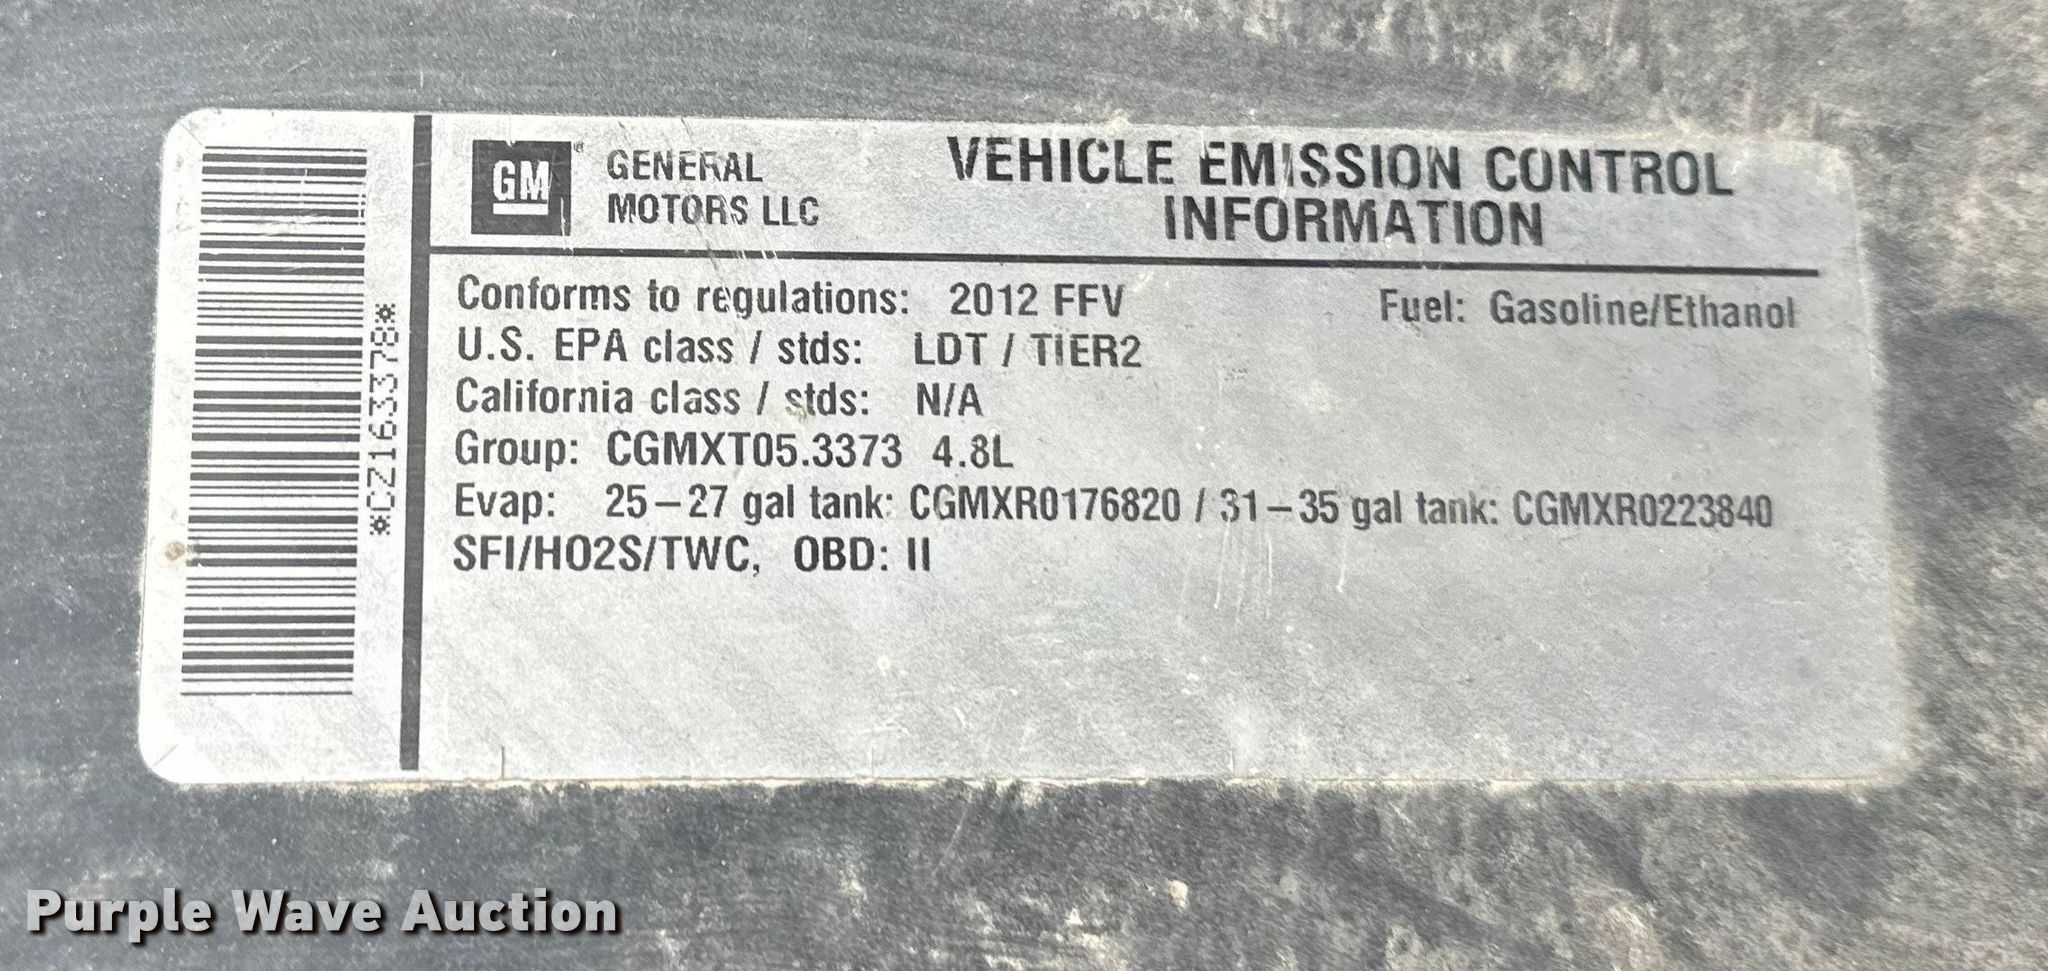 *CZ1633378*
GM
GENERAL
MOTORS LLC
VEHICLE EMISSION CONTROL
INFORMATION
Conforms to regulations: 2012 FFV Fuel: Gasoline/Ethanol
U.S. EPA class / stds: LDT / TIER2
California class / stds: N/A
Group: CGMXT05.3373 4.8L
Evap: 25–27 gal tank: CGMXR0176820 / 31–35 gal tank: CGMXR0223840
SFI/HO2S/TWC, OBD: II
Purple Wave Auction